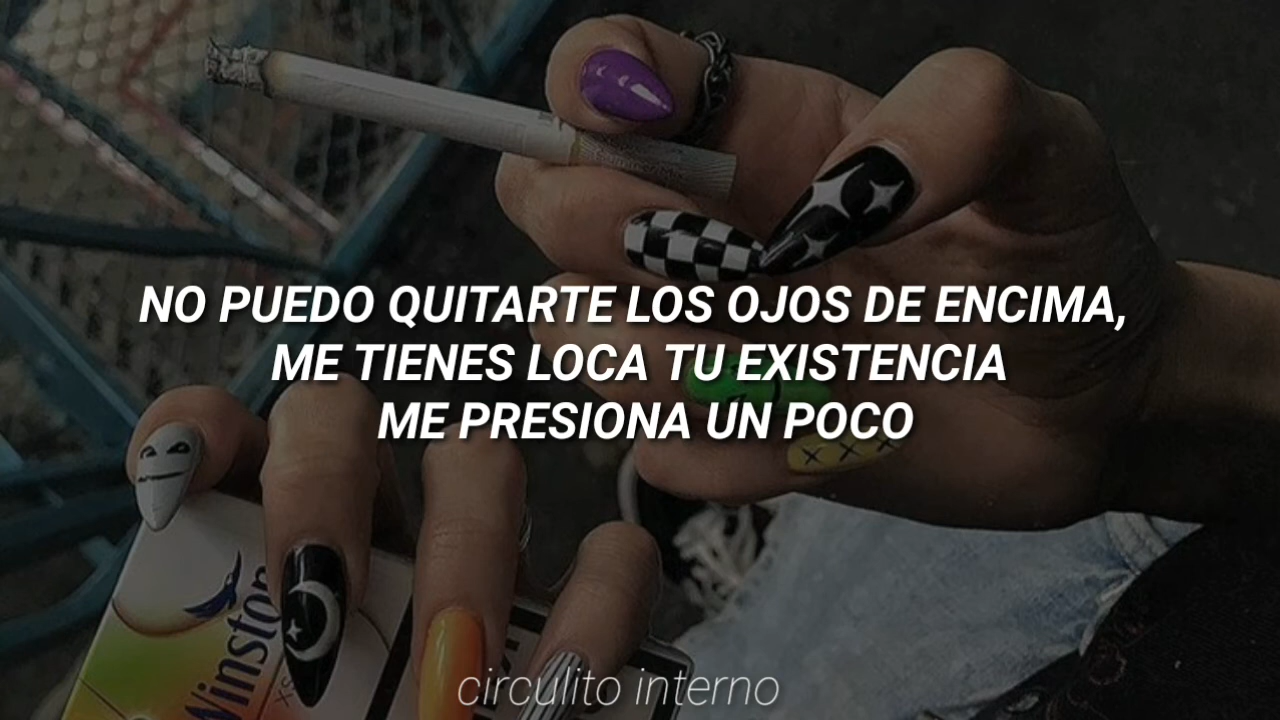 NO PUEDO QUITARTE LOS OJOS DE ENCIMA,
ME TIENES LOCA TU EXISTENCIA
ME PRESIONA UN POCO
Winston
XS
circulito interno